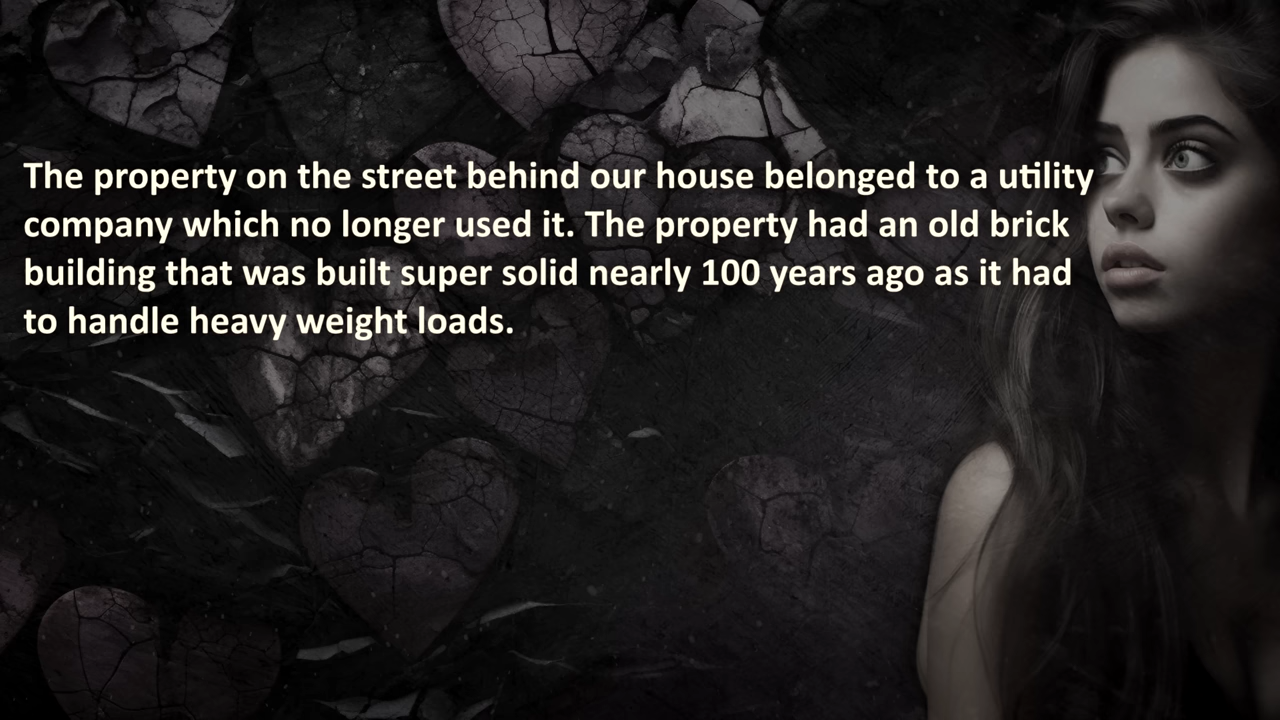 The property on the street behind our house belonged to a utility
company which no longer used it. The property had an old brick
building that was built super solid nearly 100 years ago as it had
to handle heavy weight loads.